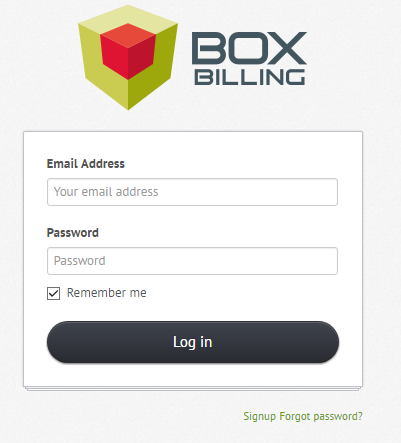 BOX
BILLING
Email Address
Your email address
Password
Password
Remember me
Log in
Signup Forgot password?